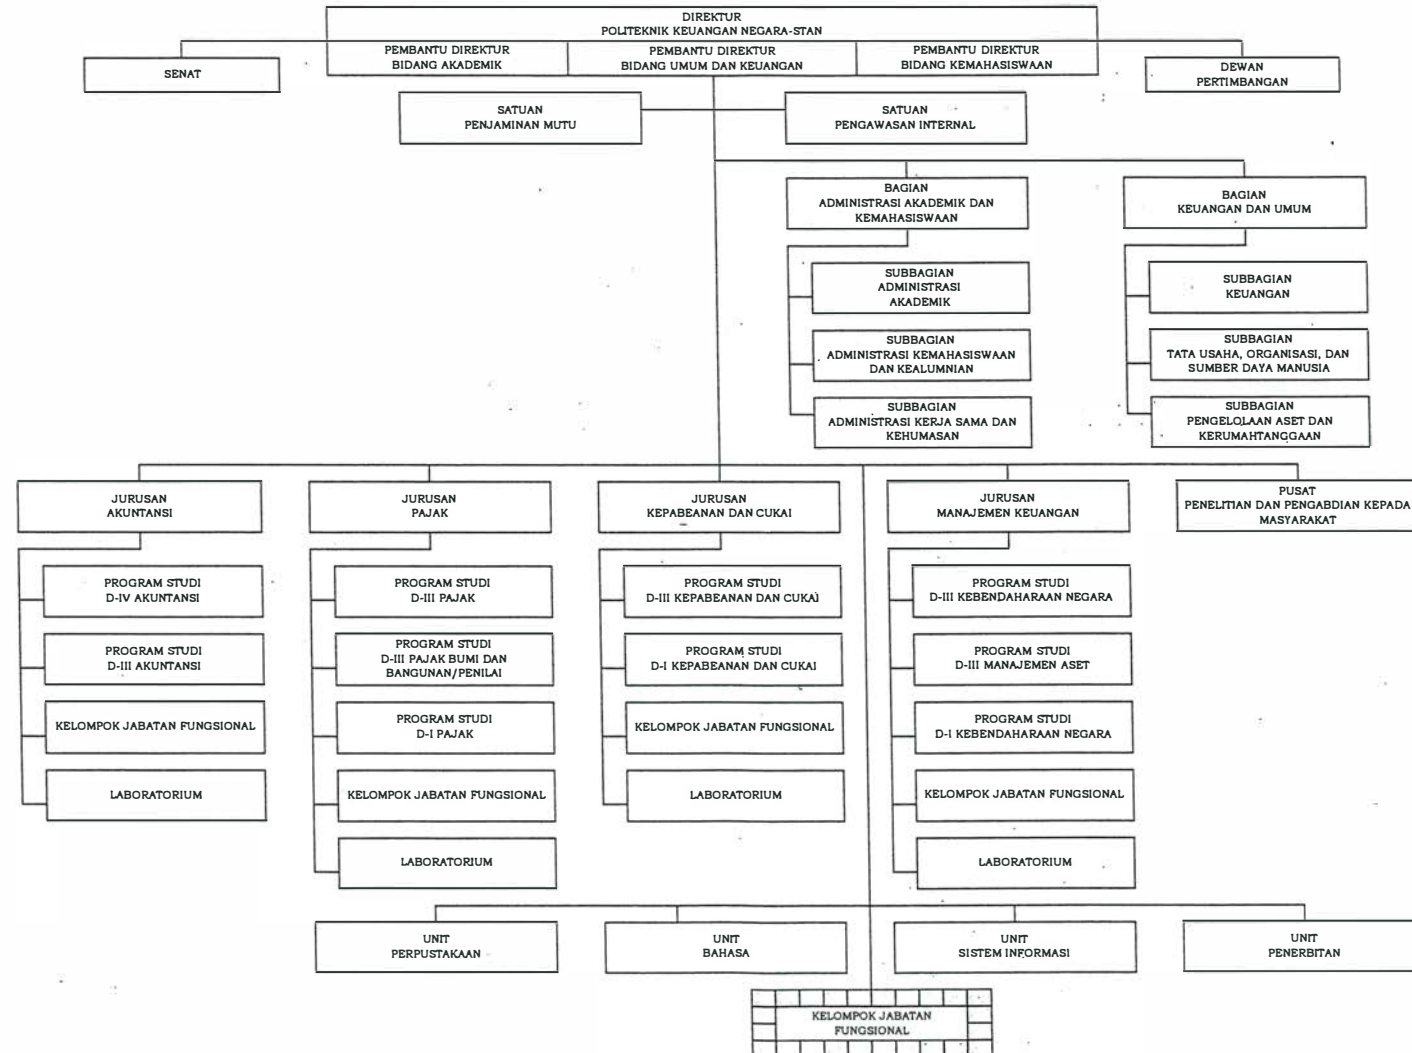 DIREKTUR
POLITEKNIK KEUANGAN NEGARA-STAN
PEMBANTU DIREKTUR
BIDANG AKADEMIK
PEMBANTU DIREKTUR
BIDANG UMUM DAN KEUANGAN
PEMBANTU DIREKTUR
BIDANG KEMAHASISWAAN
SENAT
DEWAN
PERTIMBANGAN
SATUAN
PENJAMINAN MUTU
SATUAN
PENGAWASAN INTERNAL
BAGIAN
ADMINISTRASI AKADEMIK DAN
KEMAHASISWAAN
BAGIAN
KEUANGAN DAN UMUM
SUBBAGIAN
ADMINISTRASI
AKADEMIK
SUBBAGIAN
KEUANGAN
SUBBAGIAN
ADMINISTRASI KEMAHASISWAAN
DAN KEALUMNIAN
SUBBAGIAN
TATA USAHA, ORGANISASI, DAN
SUMBER DAYA MANUSIA
SUBBAGIAN
ADMINISTRASI KERJA SAMA DAN
KEHUMASAN
SUBBAGIAN
PENGELOLAAN ASET DAN
KERUMAHTANGGAAN
JURUSAN
AKUNTANSI
JURUSAN
PAJAK
JURUSAN
KEPABEANAN DAN CUKAI
JURUSAN
MANAJEMEN KEUANGAN
PUSAT
PENELITIAN DAN PENGABDIAN KEPADA
MASYARAKAT
PROGRAM STUDI
D-IV AKUNTANSI
PROGRAM STUDI
D-III PAJAK
PROGRAM STUDI
D-III KEPABEANAN DAN CUKAI
PROGRAM STUDI
D-III KEBENDAHARAAN NEGARA
PROGRAM STUDI
D-III AKUNTANSI
PROGRAM STUDI
D-III PAJAK BUMI DAN
BANGUNAN/PENILAI
PROGRAM STUDI
D-I KEPABEANAN DAN CUKAI
PROGRAM STUDI
D-III MANAJEMEN ASET
KELOMPOK JABATAN FUNGSIONAL
PROGRAM STUDI
D-I PAJAK
KELOMPOK JABATAN FUNGSIONAL
PROGRAM STUDI
D-I KEBENDAHARAAN NEGARA
LABORATORIUM
KELOMPOK JABATAN FUNGSIONAL
LABORATORIUM
KELOMPOK JABATAN FUNGSIONAL
LABORATORIUM
LABORATORIUM
UNIT
PERPUSTAKAAN
UNIT
BAHASA
UNIT
SISTEM INFORMASI
UNIT
PENERBITAN
KELOMPOK JABATAN
FUNGSIONAL